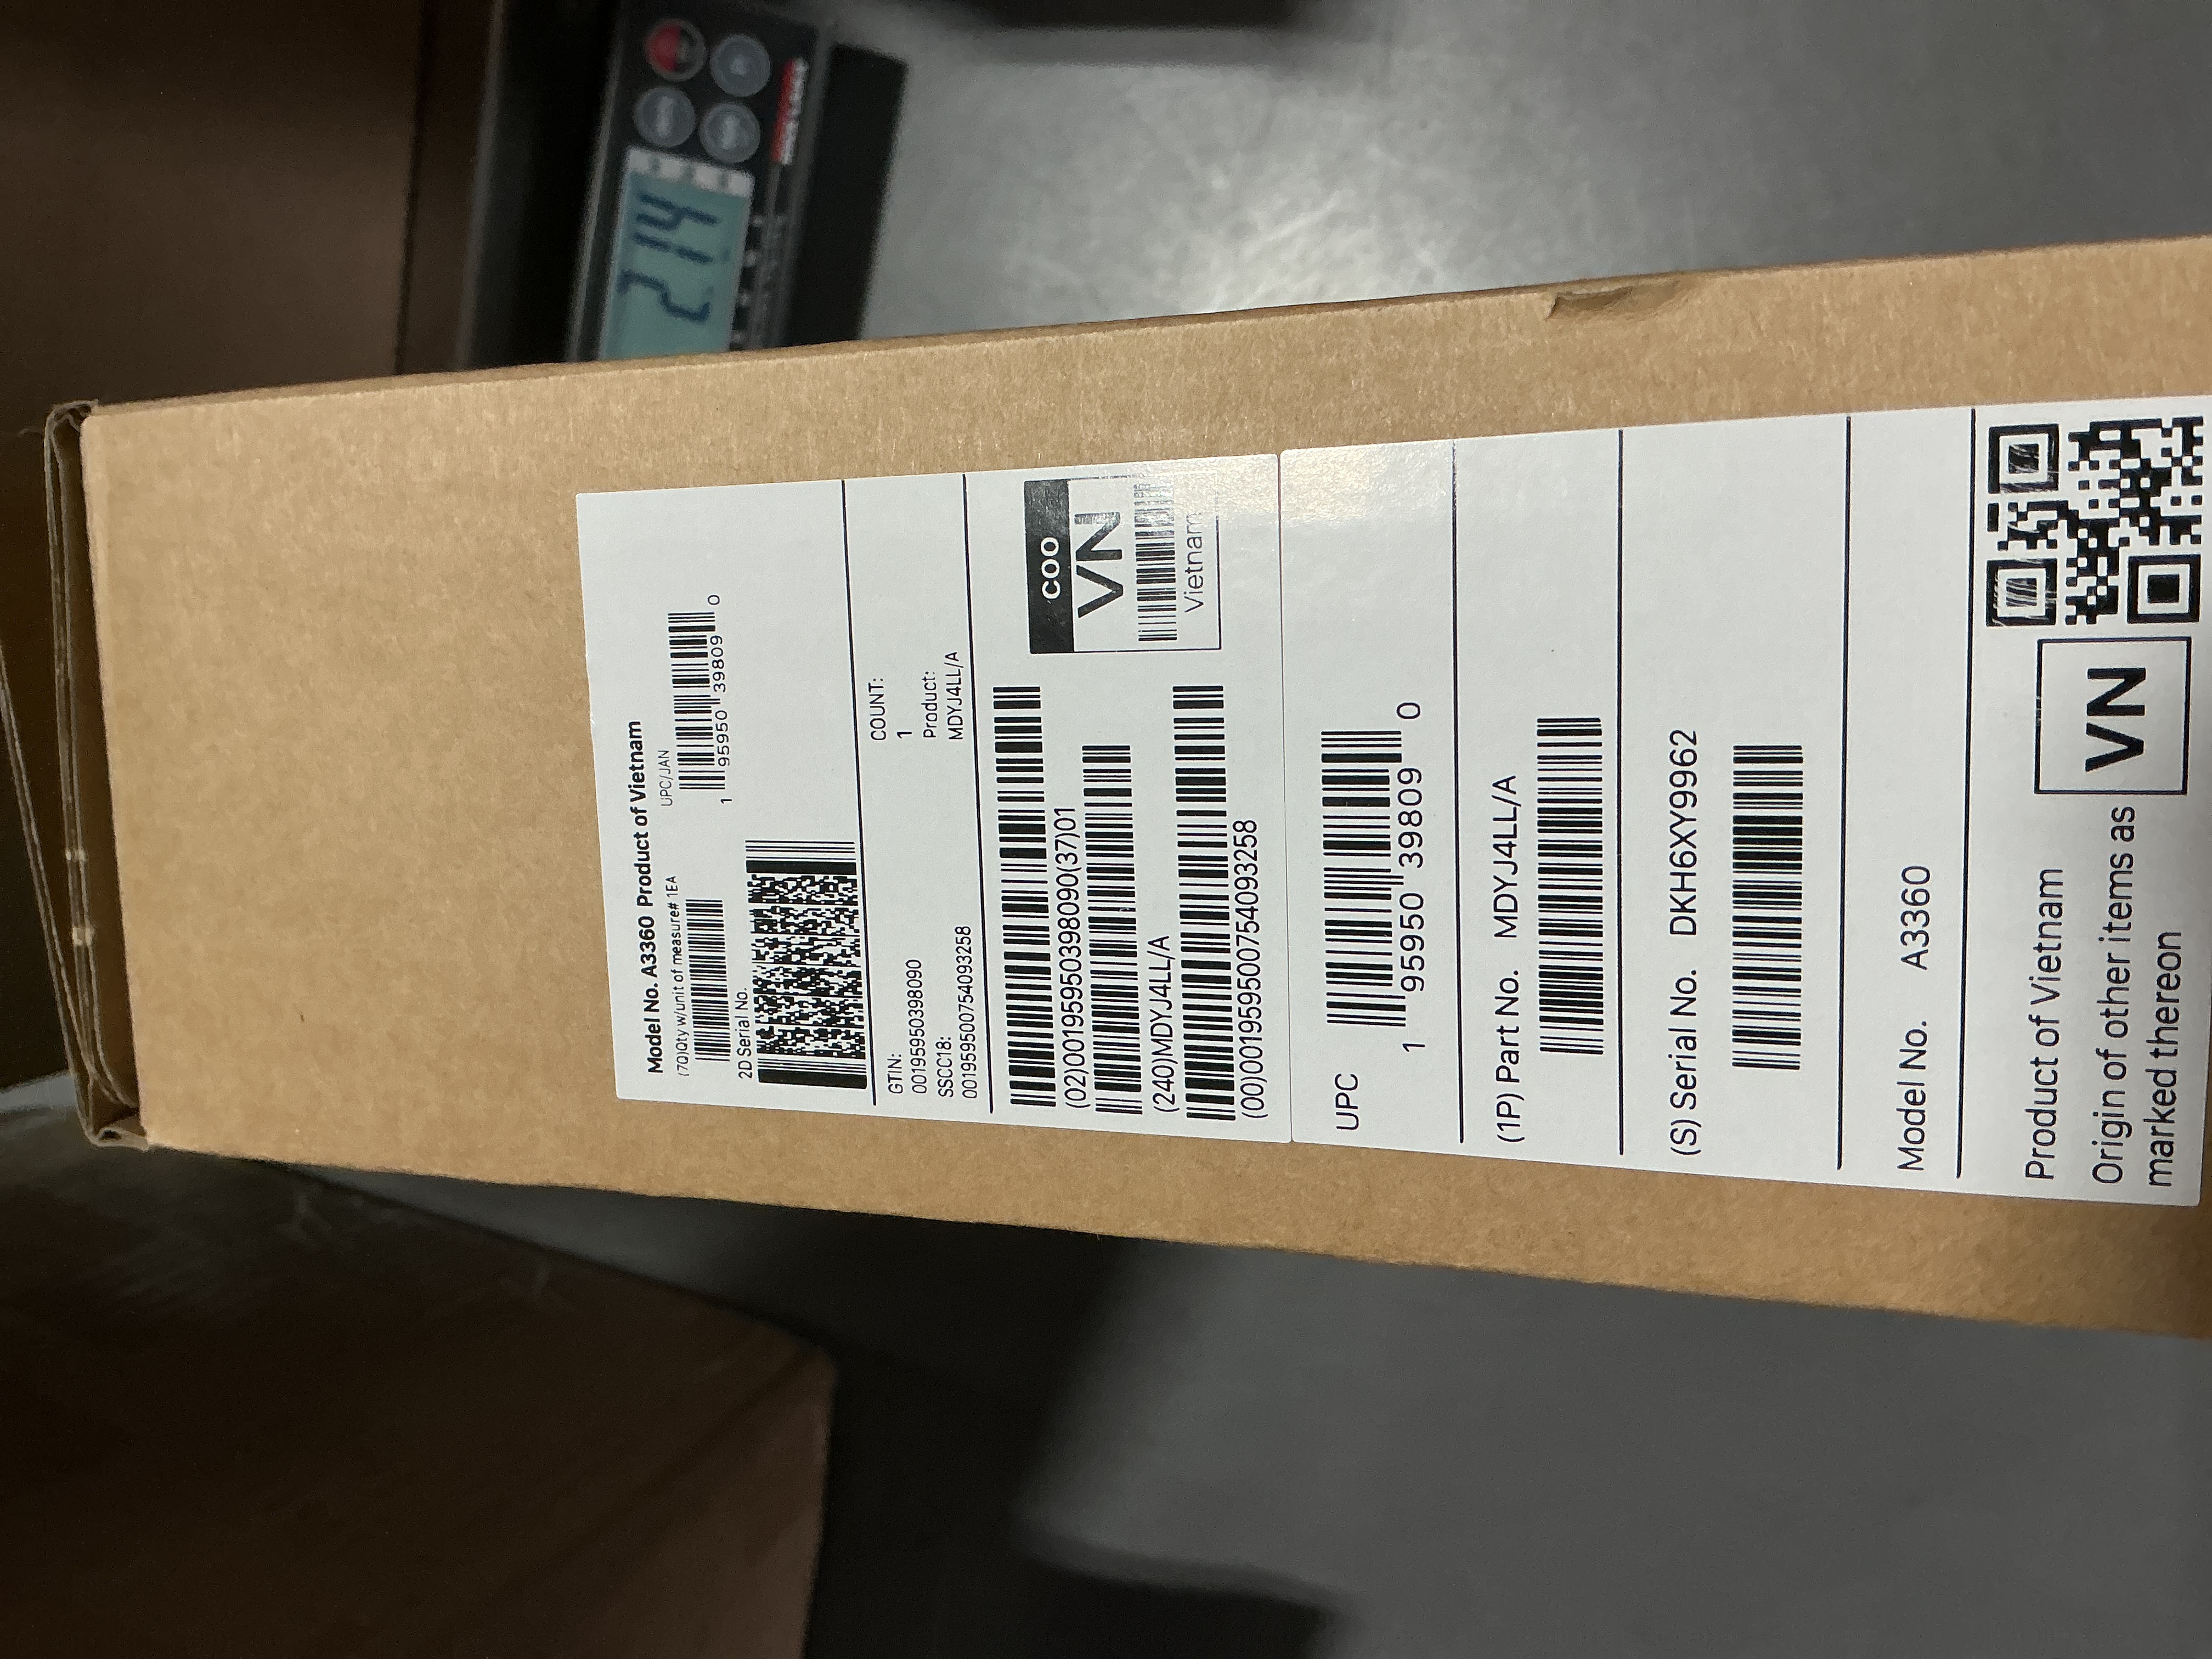 2.14
Model No. A3360 Product of Vietnam
(7Q)Qty w/unit of measure# 1EA
UPC/JAN
1 95950 39809 0
2D Serial No.
GTIN:
00195950398090
SSCC18:
001959500754093258
COUNT:
1
Product:
MDYJ4LL/A
(02)00195950398090(37)01
(240)MDYJ4LL/A
(00)001959500754093258
COO
VN
Vietnam
UPC
1 95950 39809 0
(1P) Part No. MDYJ4LL/A
(S) Serial No. DKH6XY9962
Model No. A3360
Product of Vietnam
Origin of other items as
marked thereon
VN